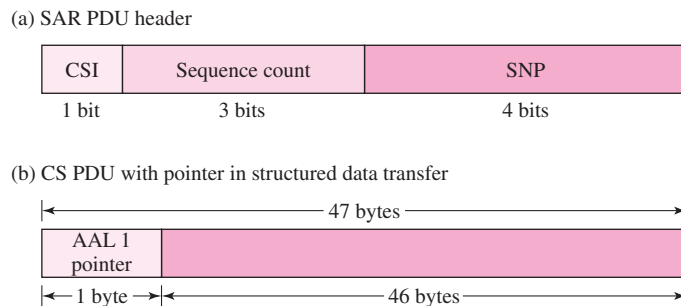 (a) SAR PDU header
CSI Sequence count SNP
1 bit 3 bits 4 bits
(b) CS PDU with pointer in structured data transfer
47 bytes
AAL 1
pointer
1 byte 46 bytes